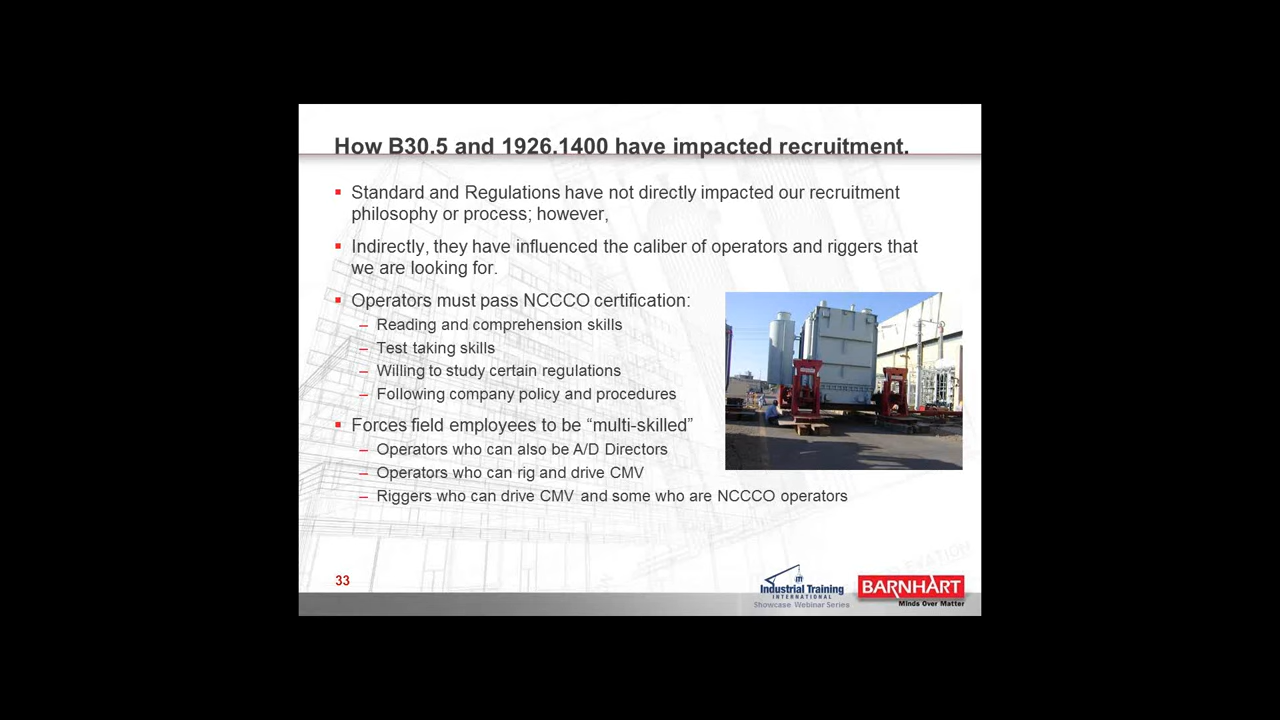 How B30.5 and 1926.1400 have impacted recruitment.
▪ Standard and Regulations have not directly impacted our recruitment
philosophy or process; however,
▪ Indirectly, they have influenced the caliber of operators and riggers that
we are looking for.
▪ Operators must pass NCCCO certification:
– Reading and comprehension skills
– Test taking skills
– Willing to study certain regulations
– Following company policy and procedures
▪ Forces field employees to be “multi-skilled”
– Operators who can also be A/D Directors
– Operators who can rig and drive CMV
– Riggers who can drive CMV and some who are NCCCO operators
33
iti
Industrial Training
INTERNATIONAL
Showcase Webinar Series
BARNHART
Minds Over Matter